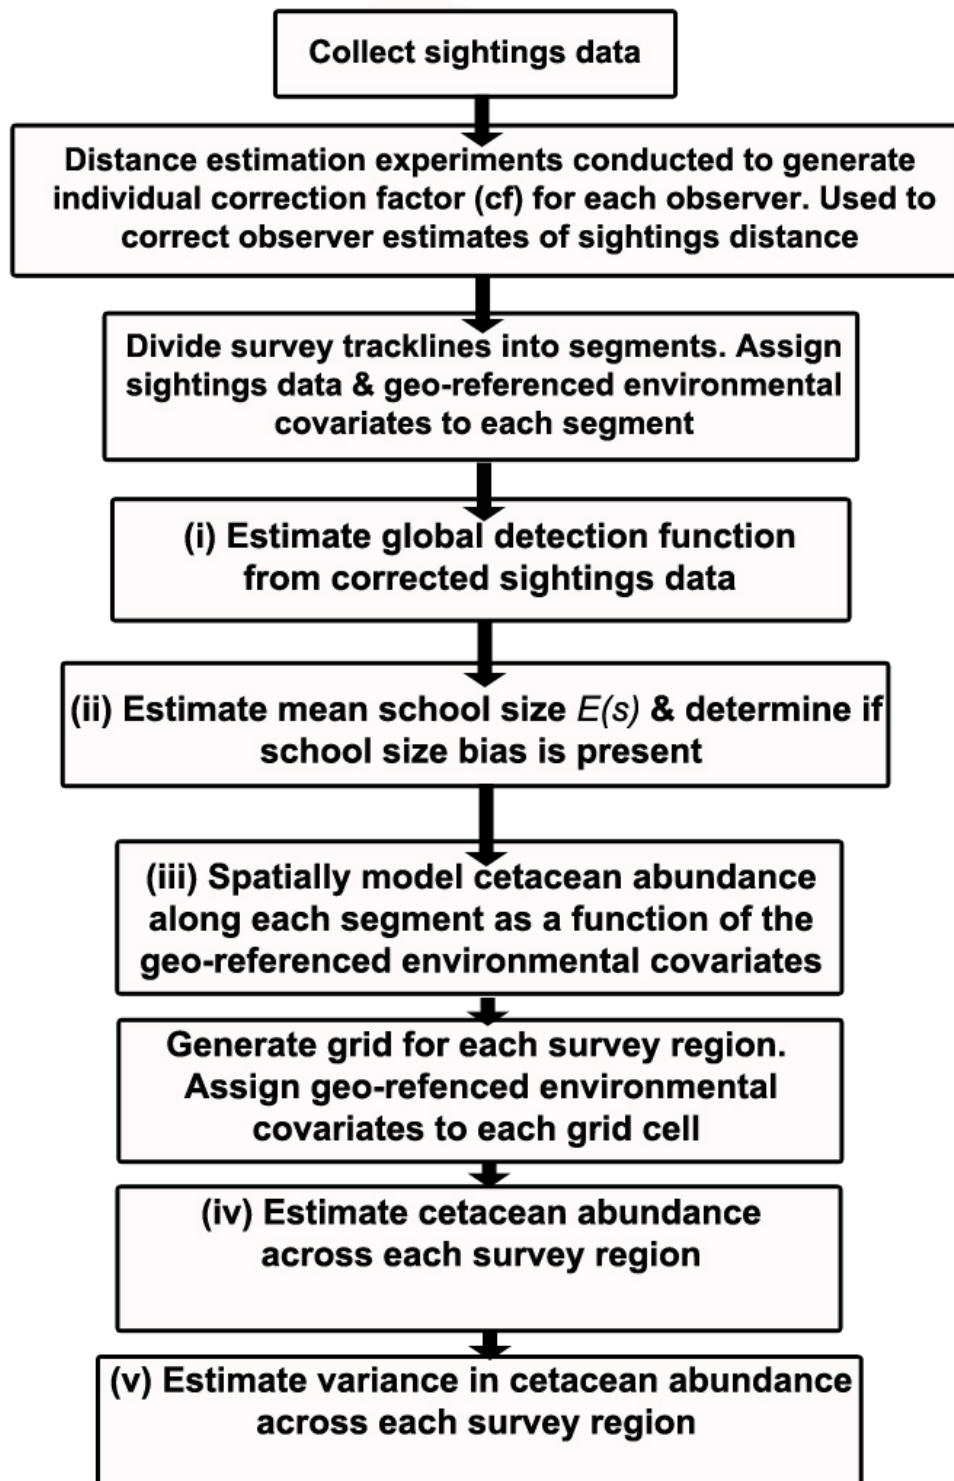 Collect sightings data
Distance estimation experiments conducted to generate
individual correction factor (cf) for each observer. Used to
correct observer estimates of sightings distance
Divide survey tracklines into segments. Assign
sightings data & geo-referenced environmental
covariates to each segment
(i) Estimate global detection function
from corrected sightings data
(ii) Estimate mean school size E(s) & determine if
school size bias is present
(iii) Spatially model cetacean abundance
along each segment as a function of the
geo-referenced environmental covariates
Generate grid for each survey region.
Assign geo-refenced environmental
covariates to each grid cell
(iv) Estimate cetacean abundance
across each survey region
(v) Estimate variance in cetacean abundance
across each survey region